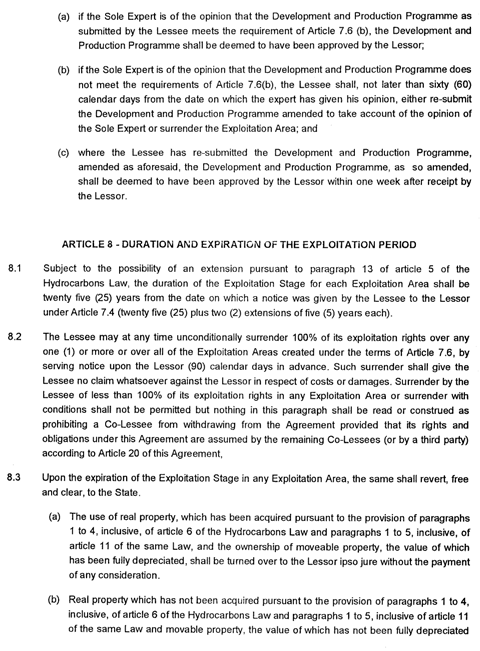 (a) if the Sole Expert is of the opinion that the Development and Production Programme as
submitted by the Lessee meets the requirement of Article 7.6 (b), the Development and
Production Programme shall be deemed to have been approved by the Lessor;
(b) if the Sole Expert is of the opinion that the Development and Production Programme does
not meet the requirements of Article 7.6(b), the Lessee shall, not later than sixty (60)
calendar days from the date on which the expert has given his opinion, either re-submit
the Development and Production Programme amended to take account of the opinion of
the Sole Expert or surrender the Exploitation Area; and
(c) where the Lessee has re-submitted the Development and Production Programme,
amended as aforesaid, the Development and Production Programme, as so amended,
shall be deemed to have been approved by the Lessor within one week after receipt by
the Lessor.
ARTICLE 8 - DURATION AND EXPIRATION OF THE EXPLOITATION PERIOD
8.1 Subject to the possibility of an extension pursuant to paragraph 13 of article 5 of the
Hydrocarbons Law, the duration of the Exploitation Stage for each Exploitation Area shall be
twenty five (25) years from the date on which a notice was given by the Lessee to the Lessor
under Article 7.4 (twenty five (25) plus two (2) extensions of five (5) years each).
8.2 The Lessee may at any time unconditionally surrender 100% of its exploitation rights over any
one (1) or more or over all of the Exploitation Areas created under the terms of Article 7.6, by
serving notice upon the Lessor (90) calendar days in advance. Such surrender shall give the
Lessee no claim whatsoever against the Lessor in respect of costs or damages. Surrender by the
Lessee of less than 100% of its exploitation rights in any Exploitation Area or surrender with
conditions shall not be permitted but nothing in this paragraph shall be read or construed as
prohibiting a Co-Lessee from withdrawing from the Agreement provided that its rights and
obligations under this Agreement are assumed by the remaining Co-Lessees (or by a third party)
according to Article 20 of this Agreement,
8.3 Upon the expiration of the Exploitation Stage in any Exploitation Area, the same shall revert, free
and clear, to the State.
(a) The use of real property, which has been acquired pursuant to the provision of paragraphs
1 to 4, inclusive, of article 6 of the Hydrocarbons Law and paragraphs 1 to 5, inclusive, of
article 11 of the same Law, and the ownership of moveable property, the value of which
has been fully depreciated, shall be turned over to the Lessor ipso jure without the payment
of any consideration.
(b) Real property which has not been acquired pursuant to the provision of paragraphs 1 to 4,
inclusive, of article 6 of the Hydrocarbons Law and paragraphs 1 to 5, inclusive of article 11
of the same Law and movable property, the value of which has not been fully depreciated